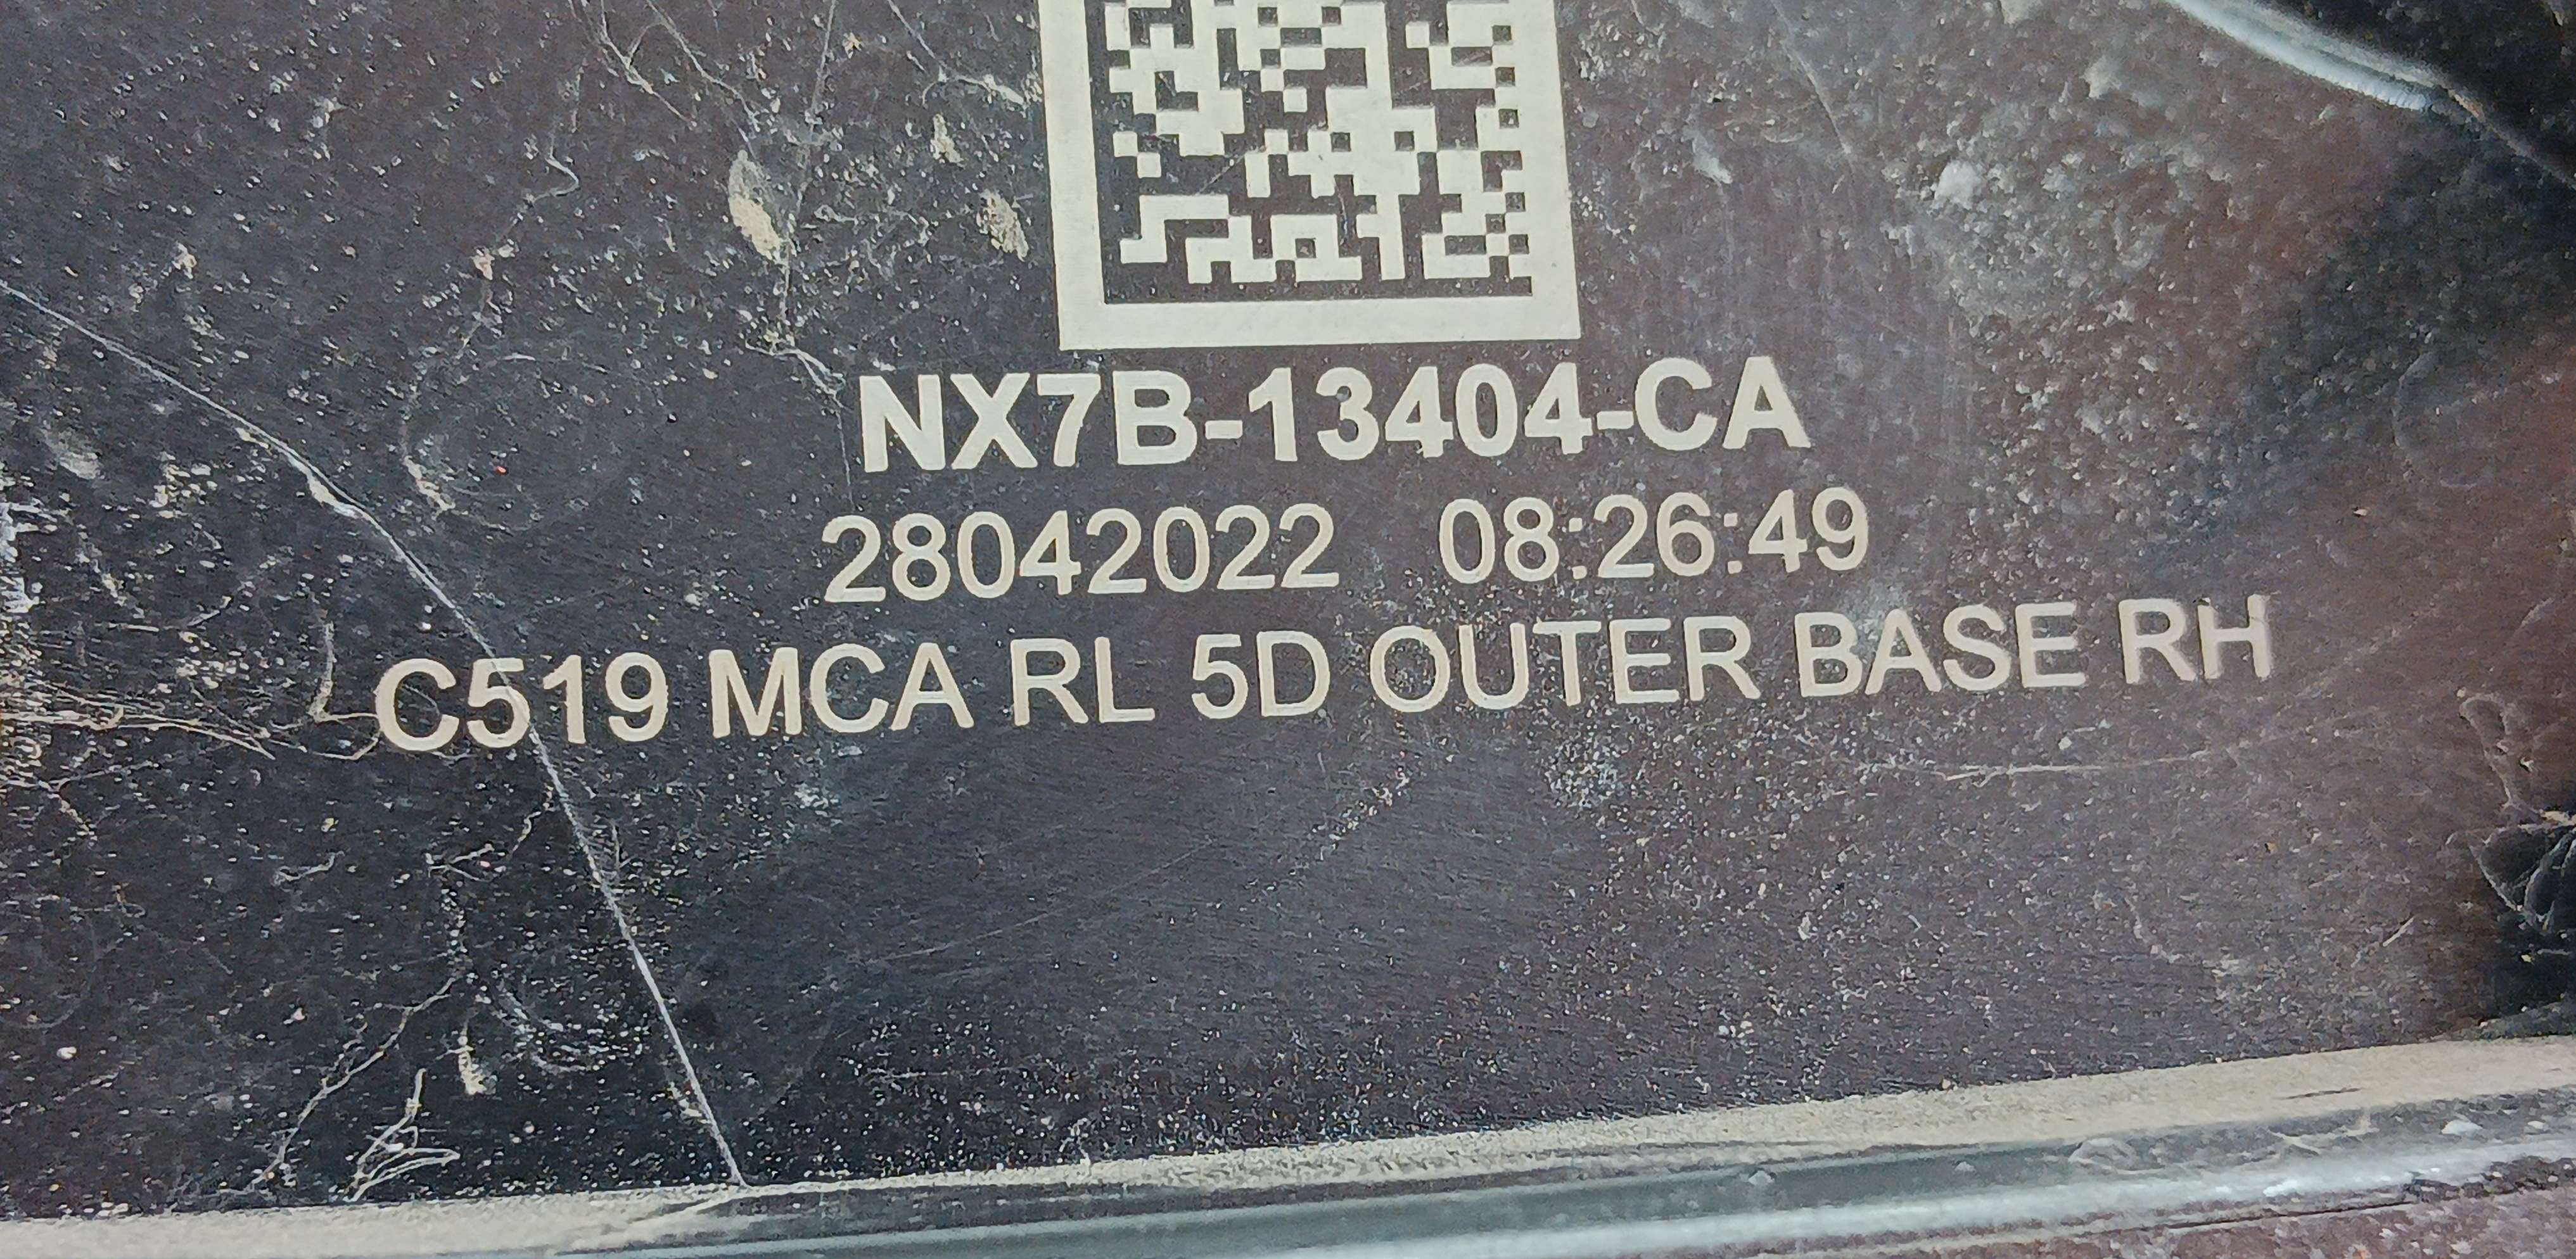 NX7B-13404-CA
28042022 08:26:49
C519 MCA RL 5D OUTER BASE RH